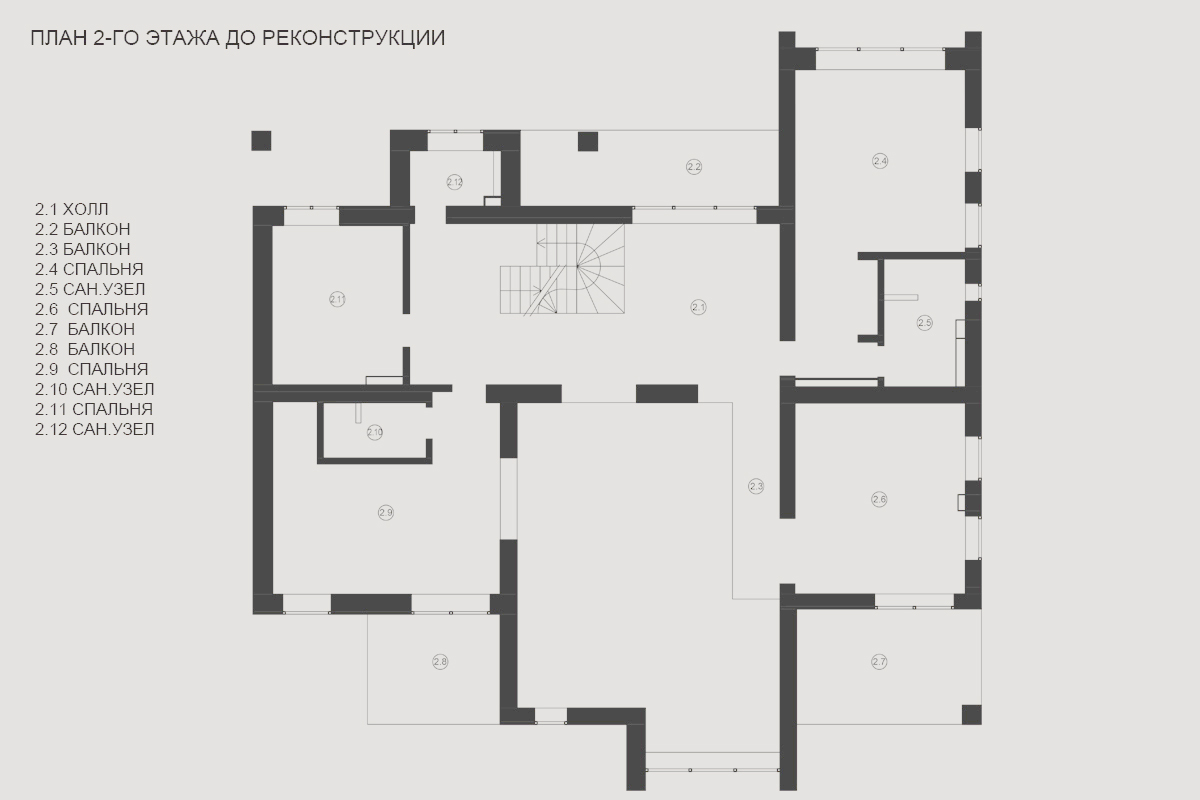 ПЛАН 2-ГО ЭТАЖА ДО РЕКОНСТРУКЦИИ
2.1 ХОЛЛ
2.2 БАЛКОН
2.3 БАЛКОН
2.4 СПАЛЬНЯ
2.5 САН.УЗЕЛ
2.6 СПАЛЬНЯ
2.7 БАЛКОН
2.8 БАЛКОН
2.9 СПАЛЬНЯ
2.10 САН.УЗЕЛ
2.11 СПАЛЬНЯ
2.12 САН.УЗЕЛ
2.4
2.2
2.12
2.11
2.1
2.5
2.10
2.3
2.6
2.9
2.8
2.7